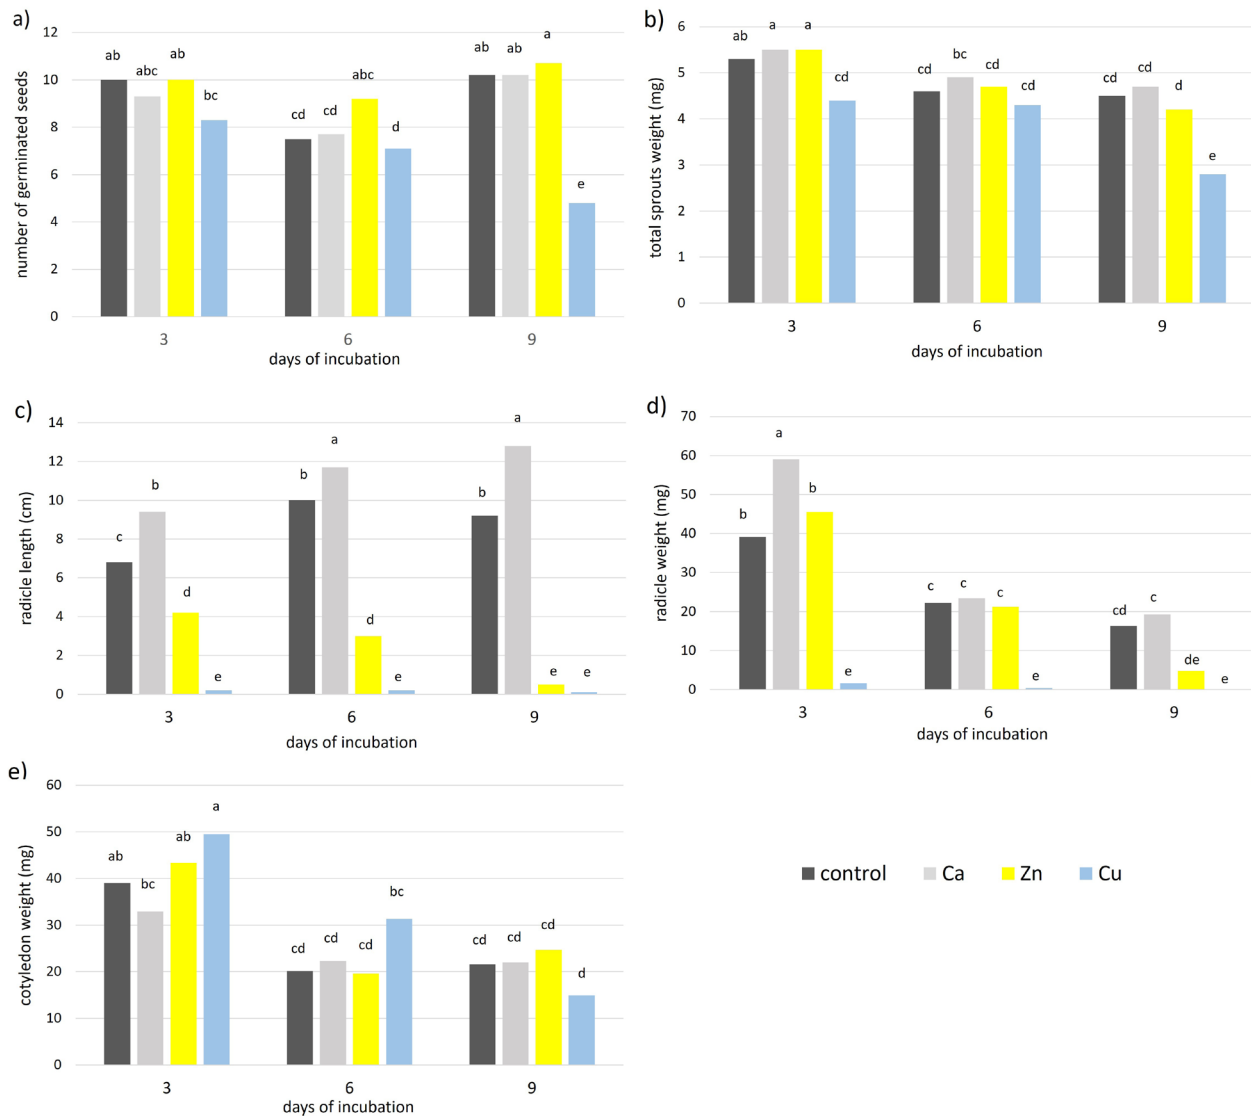 a)
number of germinated seeds
12
10
8
6
4
2
0
ab
abc
ab
bc
cd
cd
abc
d
ab
ab
a
e
3 6 9
days of incubation
b)
total sprouts weight (mg)
6
5
4
3
2
1
0
ab
a
a
cd
cd
bc
cd
cd
cd
cd
d
e
3 6 9
days of incubation
c)
radicle length (cm)
14
12
10
8
6
4
2
0
c
b
d
e
b
a
d
e
b
a
e
e
3 6 9
days of incubation
d)
radicle weight (mg)
70
60
50
40
30
20
10
0
b
a
b
e
c
c
c
e
cd
c
de
e
3 6 9
days of incubation
e)
cotyledon weight (mg)
60
50
40
30
20
10
0
ab
bc
ab
a
cd
cd
cd
bc
cd
cd
cd
d
3 6 9
days of incubation
control Ca Zn Cu